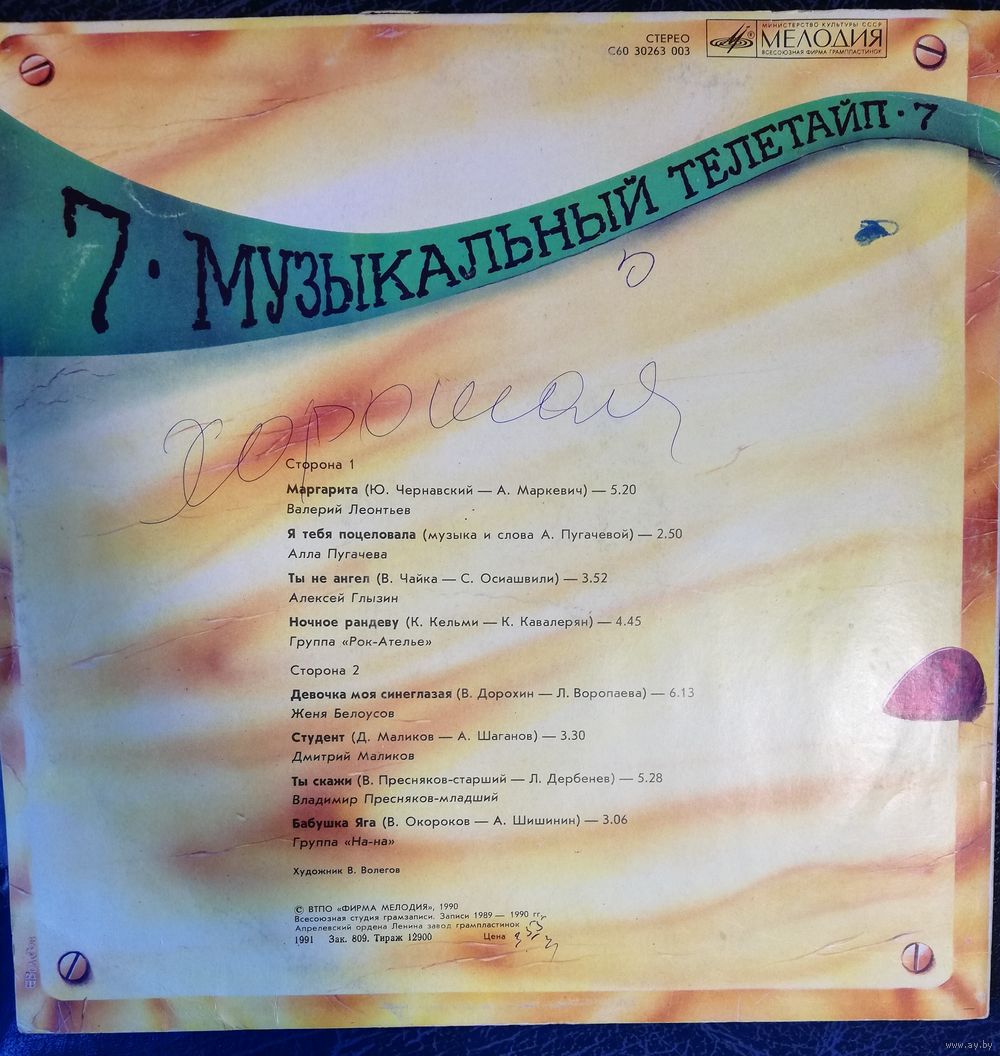 СТЕРЕО
С60 30263 003
МИНИСТЕРСТВО КУЛЬТУРЫ СССР
МЕЛОДИЯ
ВСЕСОЮЗНАЯ ФИРМА ГРАМПЛАСТИНОК
7 • МУЗЫКАЛЬНЫЙ ТЕЛЕТАЙП • 7
хорошая
Сторона 1
Маргарита (Ю. Чернавский — А. Маркевич) — 5.20
Валерий Леонтьев
Я тебя поцеловала (музыка и слова А. Пугачевой) — 2.50
Алла Пугачева
Ты не ангел (В. Чайка — С. Осиашвили) — 3.52
Алексей Глызин
Ночное рандеву (К. Кельми — К. Кавалерян) — 4.45
Группа «Рок-Ателье»
Сторона 2
Девочка моя синеглазая (В. Дорохин — Л. Воропаева) — 6.13
Женя Белоусов
Студент (Д. Маликов — А. Шаганов) — 3.30
Дмитрий Маликов
Ты скажи (В. Пресняков-старший — Л. Дербенев) — 5.28
Владимир Пресняков-младший
Бабушка Яга (В. Окороков — А. Шишинин) — 3.06
Группа «На-на»
Художник В. Волегов
© ВТПО «ФИРМА МЕЛОДИЯ», 1990
Всесоюзная студия грамзаписи. Записи 1989 — 1990 гг.
Апрелевский ордена Ленина завод грампластинок
1991 Зак. 809. Тираж 12900 Цена
www.ay.by